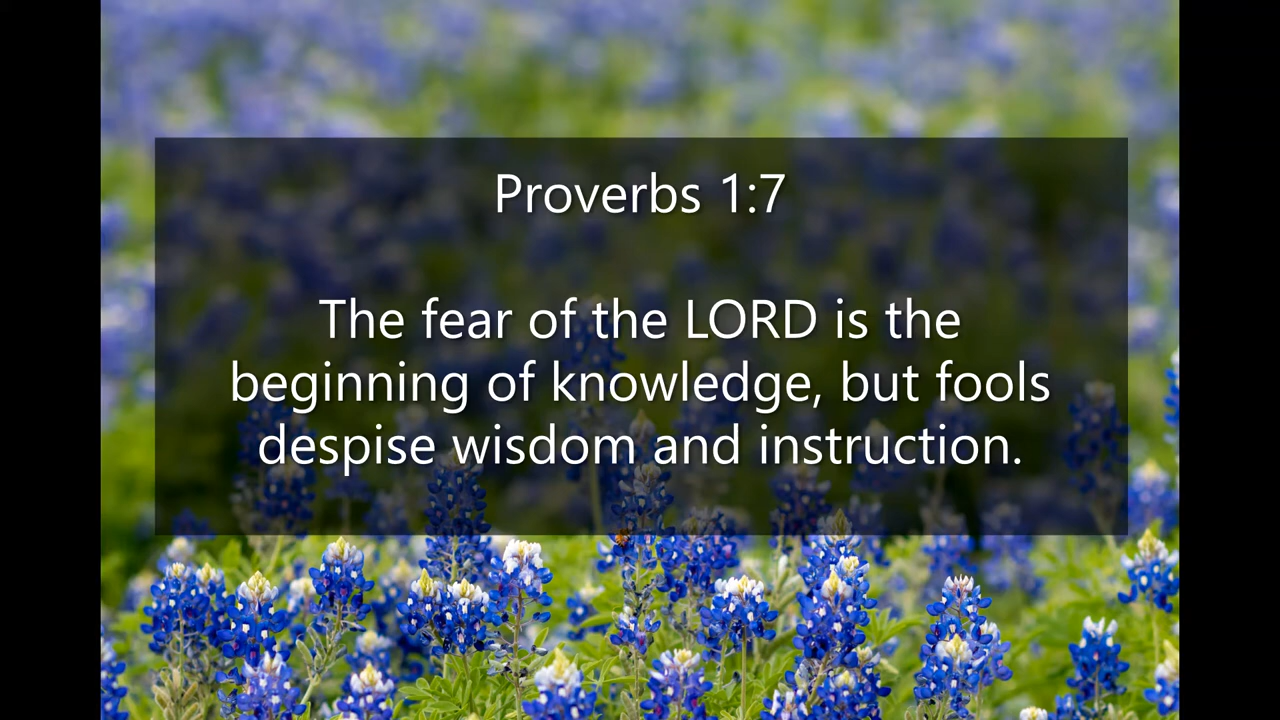 Proverbs 1:7
The fear of the LORD is the
beginning of knowledge, but fools
despise wisdom and instruction.